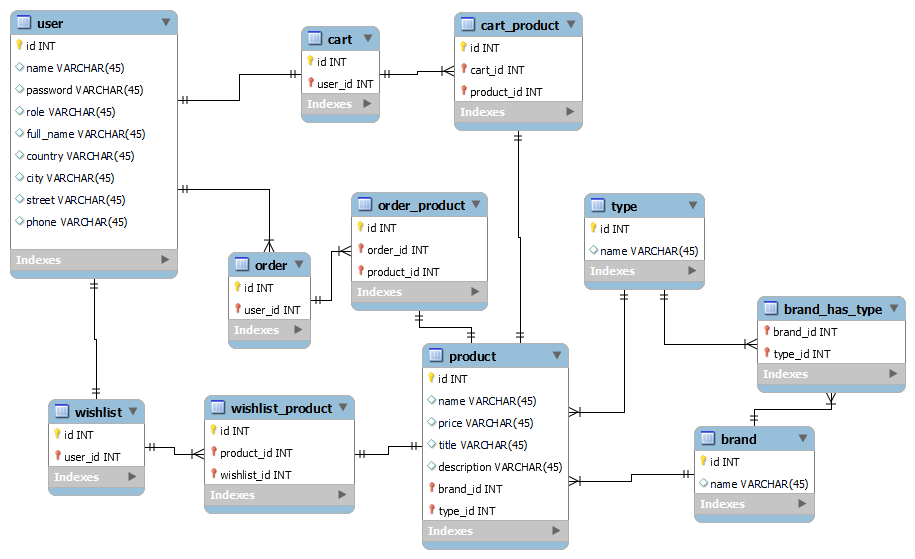 user
id INT
name VARCHAR(45)
password VARCHAR(45)
role VARCHAR(45)
full_name VARCHAR(45)
country VARCHAR(45)
city VARCHAR(45)
street VARCHAR(45)
phone VARCHAR(45)
Indexes
cart
id INT
user_id INT
Indexes
cart_product
id INT
cart_id INT
product_id INT
Indexes
order_product
id INT
order_id INT
product_id INT
Indexes
type
id INT
name VARCHAR(45)
Indexes
order
id INT
user_id INT
Indexes
brand_has_type
brand_id INT
type_id INT
Indexes
product
id INT
name VARCHAR(45)
price VARCHAR(45)
title VARCHAR(45)
description VARCHAR(45)
brand_id INT
type_id INT
Indexes
wishlist
id INT
user_id INT
Indexes
wishlist_product
id INT
product_id INT
wishlist_id INT
Indexes
brand
id INT
name VARCHAR(45)
Indexes